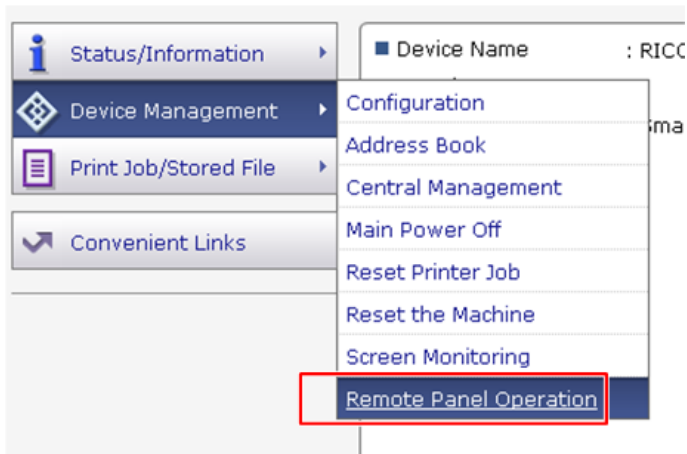 Status/Information
Device Name : RICO
Device Management
Configuration
Address Book
Print Job/Stored File
Central Management
Main Power Off
Convenient Links
Reset Printer Job
Reset the Machine
Screen Monitoring
Remote Panel Operation